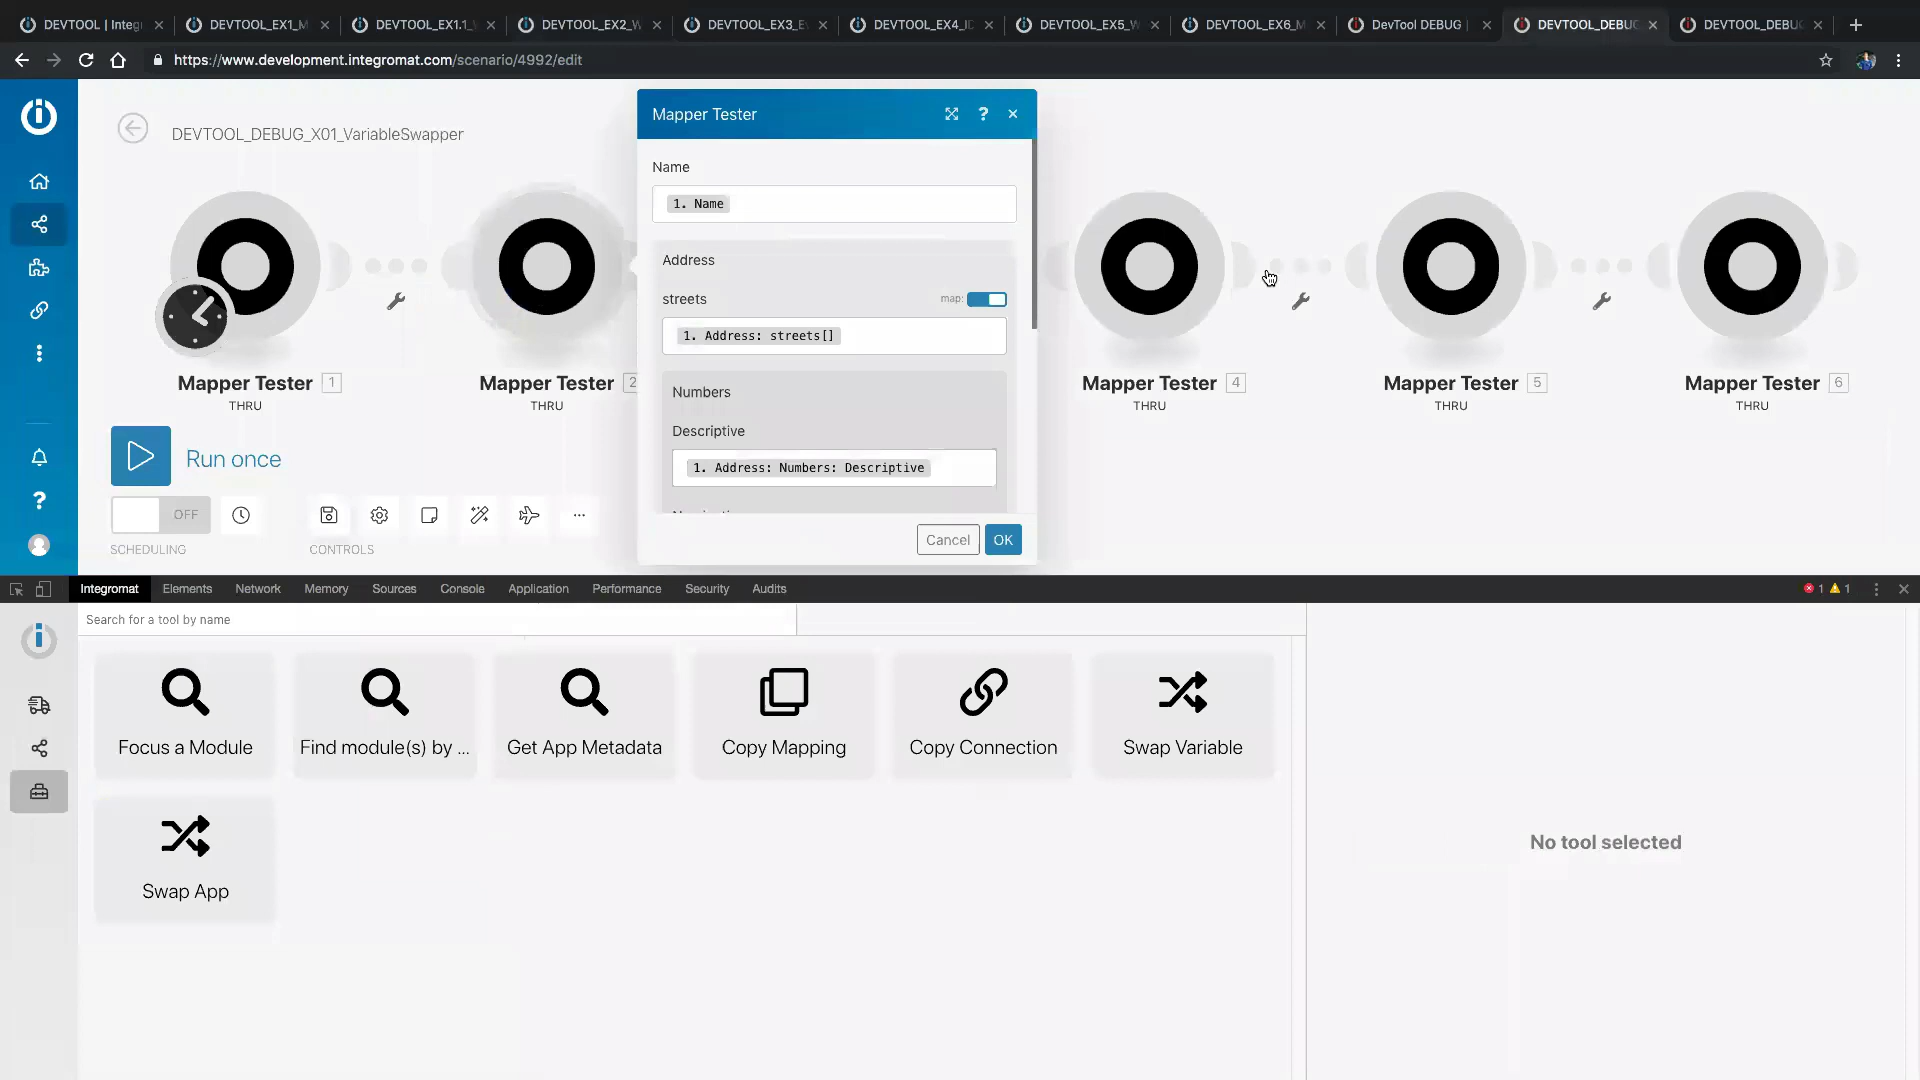 DEVTOOL | Integ
DEVTOOL_EX1_M
DEVTOOL_EX1.1_
DEVTOOL_EX2_W
DEVTOOL_EX3_E
DEVTOOL_EX4_
DEVTOOL_EX5_W
DEVTOOL_EX6_M
DevTool DEBUG |
DEVTOOL_DEBUG
DEVTOOL_DEBU
https://www.development.integromat.com/scenario/4992/edit
DEVTOOL_DEBUG_X01_VariableSwapper
Mapper Tester
Name
1. Name
Address
streets
map:
1. Address: streets[]
Numbers
Descriptive
1. Address: Numbers: Descriptive
Cancel
OK
Mapper Tester 1
THRU
Mapper Tester 2
THRU
Mapper Tester 4
THRU
Mapper Tester 5
THRU
Mapper Tester 6
THRU
Run once
OFF
SCHEDULING
CONTROLS
Integromat
Elements
Network
Memory
Sources
Console
Application
Performance
Security
Audits
1
1
Search for a tool by name
Focus a Module
Find module(s) by ...
Get App Metadata
Copy Mapping
Copy Connection
Swap Variable
Swap App
No tool selected